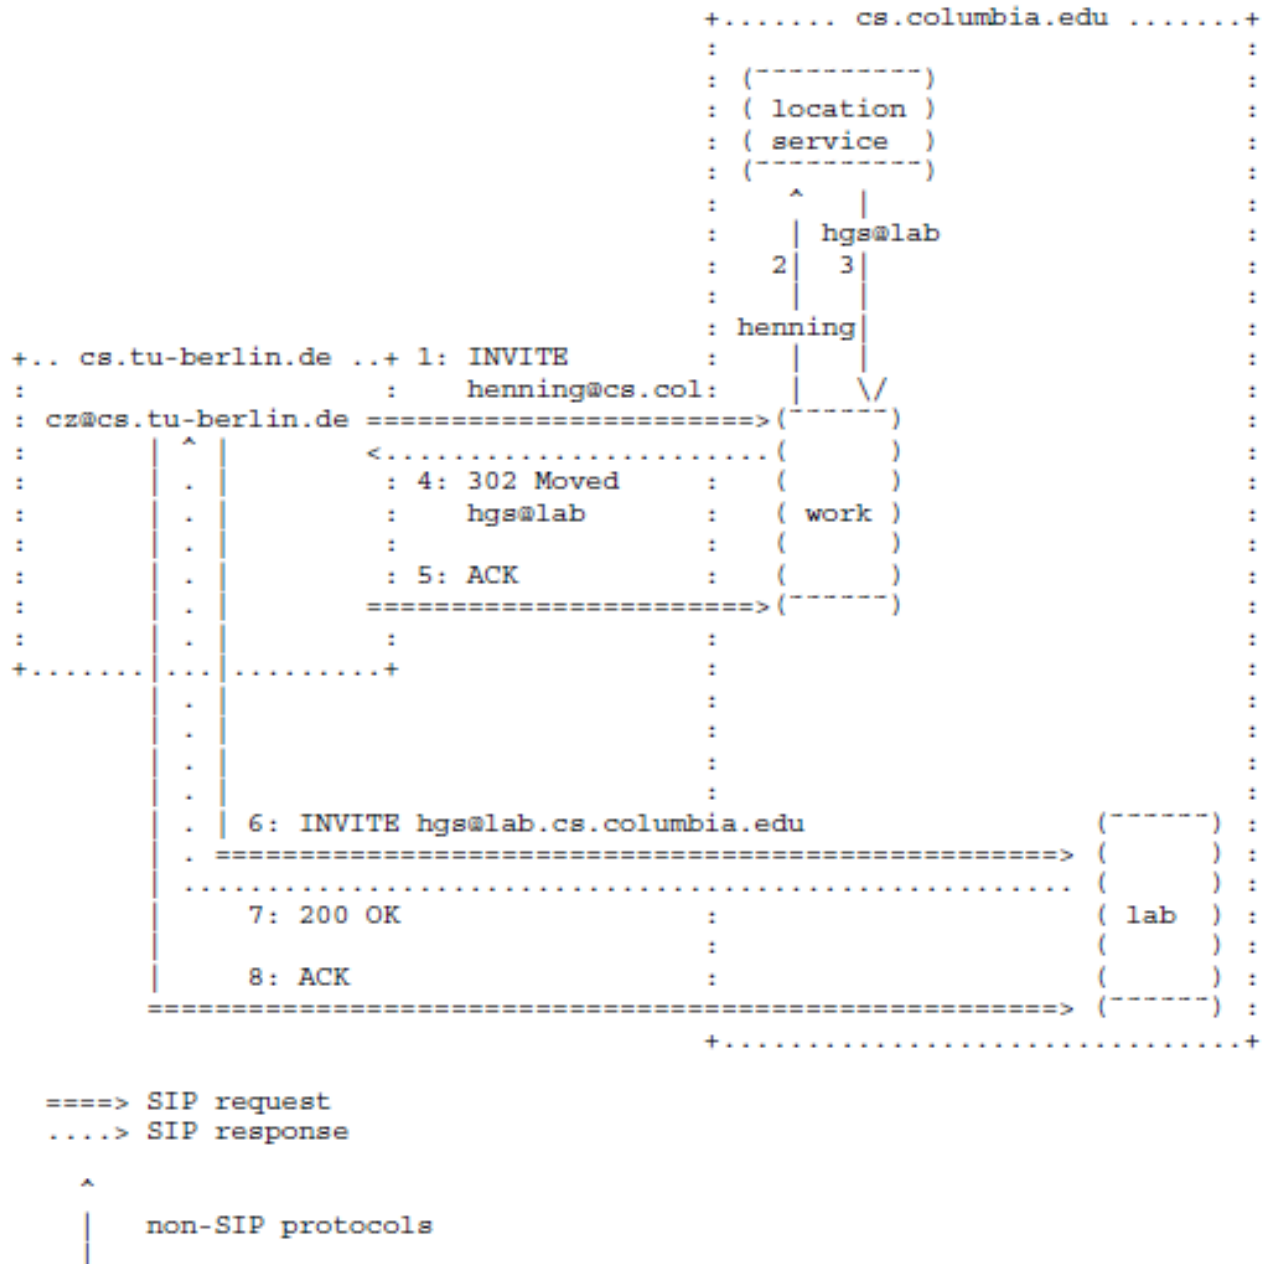 cs.columbia.edu
location
service
hgs@lab
2 3
henning
cs.tu-berlin.de 1: INVITE
henning@cs.col
cz@cs.tu-berlin.de
4: 302 Moved
hgs@lab
work
5: ACK
6: INVITE hgs@lab.cs.columbia.edu
7: 200 OK
lab
8: ACK
====> SIP request
....> SIP response
non-SIP protocols